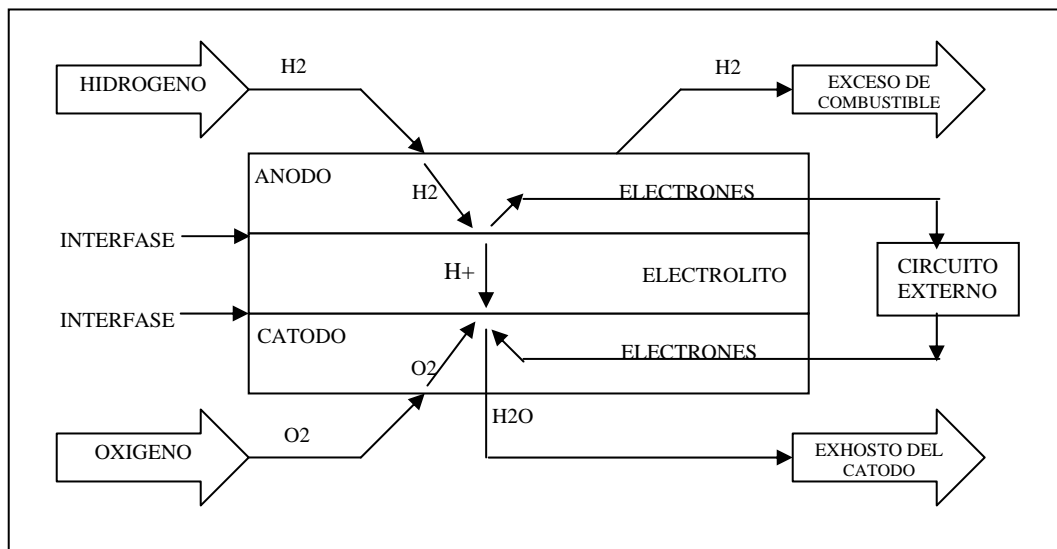 HIDROGENO
H2
H2
EXCESO DE
COMBUSTIBLE
ANODO
H2
ELECTRONES
INTERFASE
H+
ELECTROLITO
CIRCUITO
EXTERNO
INTERFASE
CATODO
O2
ELECTRONES
H2O
OXIGENO
O2
EXHOSTO DEL
CATODO